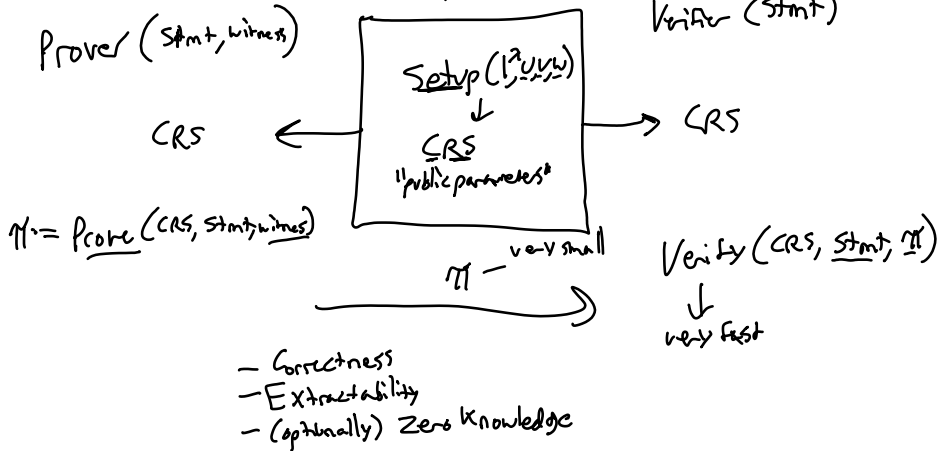 Prover (Stmt, witness)
Verifier (Stmt)
Setup (1^λ, U, V, W)
CRS
CRS
CRS
"public parameters"
π := Prove (CRS, Stmt, witness)
π — very small
Verify (CRS, Stmt, π)
very fast
- Correctness
- Extractability
- (optionally) Zero Knowledge